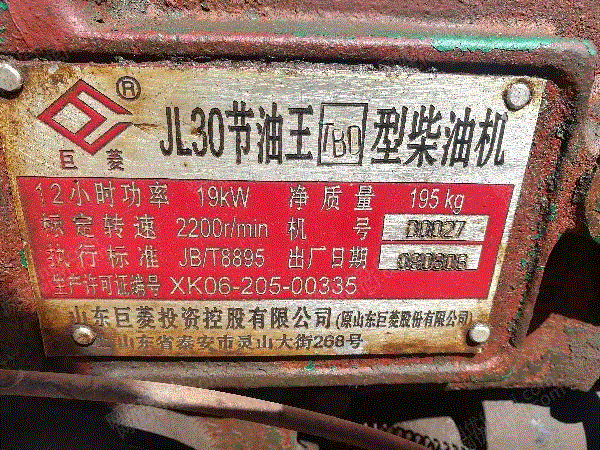 巨菱®
JL30节油王TBD型柴油机
12小时功率 19kW 净质量 195kg
标定转速 2200r/min 机号 00027
执行标准 JB/T8895 出厂日期
生产许可证编号 XK06-205-00335
山东巨菱投资控股有限公司(原山东巨菱股份有限公司)
山东省泰安市灵山大街268号